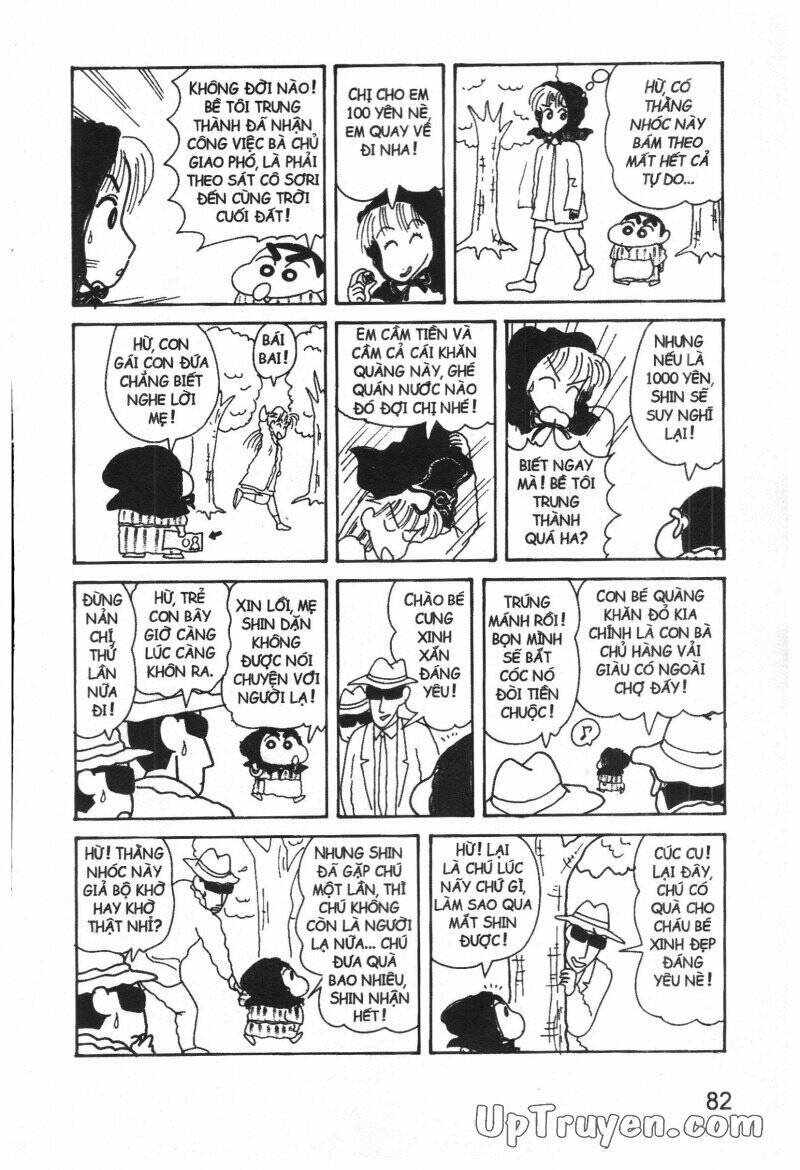 HỪ, CÓ
THẰNG
NHÓC NÀY
BÁM THEO
MẤT HẾT CẢ
TỰ DO...
CHỊ CHO EM
100 YÊN NÈ,
EM QUAY VỀ
ĐI NHA!
KHÔNG ĐỜI NÀO!
BỀ TÔI TRUNG
THÀNH ĐÃ NHẬN
CÔNG VIỆC BÀ CHỦ
GIAO PHÓ, LÀ PHẢI
THEO SÁT CÔ SƠRI
ĐẾN CÙNG TRỜI
CUỐI ĐẤT!
NHƯNG
NẾU LÀ
1000 YÊN,
SHIN SẼ
SUY NGHĨ
LẠI!
BIẾT NGAY
MÀ! BỀ TÔI
TRUNG
THÀNH
QUÁ HA?
EM CẦM TIỀN VÀ
CẦM CẢ CÁI KHĂN
QUÀNG NÀY, GHÉ
QUÁN NƯỚC NÀO
ĐÓ ĐỢI CHỊ NHÉ!
BÁI
BAI!
HỪ, CON
GÁI CON ĐỨA
CHẲNG BIẾT
NGHE LỜI
MẸ!
CON BÉ QUÀNG
KHĂN ĐỎ KIA
CHÍNH LÀ CON BÀ
CHỦ HÀNG VẢI
GIÀU CÓ NGOÀI
CHỢ ĐẤY!
TRÚNG
MÁNH RỒI!
BỌN MÌNH
SẼ BẮT
CÓC NÓ
ĐÒI TIỀN
CHUỘC!
CHÀO BÉ
CƯNG
XINH
XẮN
ĐÁNG
YÊU!
XIN LỖI, MẸ
SHIN DẶN
KHÔNG
ĐƯỢC NÓI
CHUYỆN VỚI
NGƯỜI LẠ!
HỪ, TRẺ
CON BÂY
GIỜ CÀNG
LÚC CÀNG
KHÔN RA.
ĐỪNG
NẢN
CHÍ,
THỬ
LẦN
NỮA
ĐI!
CÚC CU!
LẠI ĐÂY,
CHÚ CÓ
QUÀ CHO
CHÁU BÉ
XINH ĐẸP
ĐÁNG
YÊU NÈ!
HỪ! LẠI
LÀ CHÚ LÚC
NÃY CHỨ GÌ,
LÀM SAO QUA
MẮT SHIN
ĐƯỢC!
NHƯNG SHIN
ĐÃ GẶP CHÚ
MỘT LẦN, THÌ
CHÚ KHÔNG
CÒN LÀ NGƯỜI
LẠ NỮA... CHÚ
ĐƯA QUÀ
BAO NHIÊU,
SHIN NHẬN
HẾT!
HỪ! THẰNG
NHÓC NÀY
GIẢ BỘ KHỜ
HAY KHỜ
THẬT NHỈ?
82
UpTruyen.com